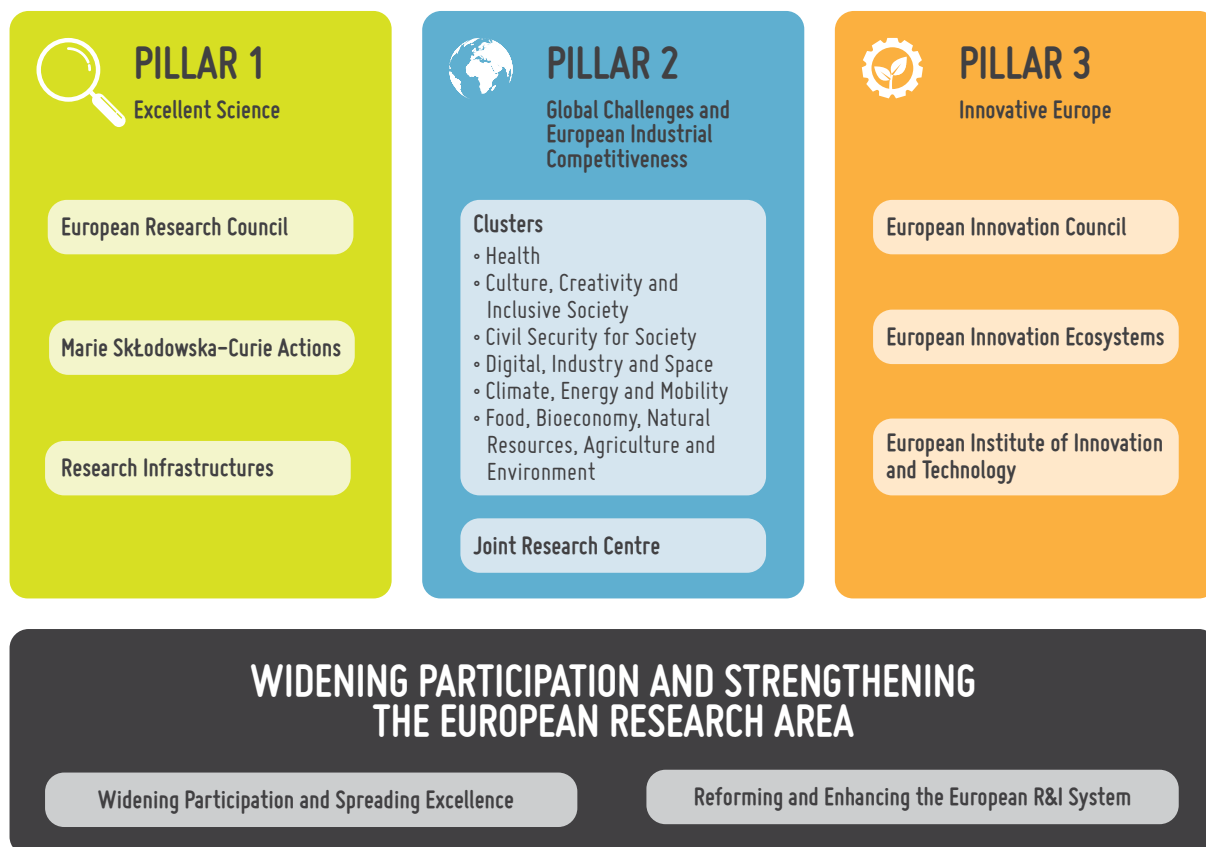 PILLAR 1
Excellent Science
European Research Council
Marie SkŁodowska-Curie Actions
Research Infrastructures
PILLAR 2
Global Challenges and
European Industrial
Competitiveness
Clusters
◦ Health
◦ Culture, Creativity and
Inclusive Society
◦ Civil Security for Society
◦ Digital, Industry and Space
◦ Climate, Energy and Mobility
◦ Food, Bioeconomy, Natural
Resources, Agriculture and
Environment
Joint Research Centre
PILLAR 3
Innovative Europe
European Innovation Council
European Innovation Ecosystems
European Institute of Innovation
and Technology
WIDENING PARTICIPATION AND STRENGTHENING
THE EUROPEAN RESEARCH AREA
Widening Participation and Spreading Excellence
Reforming and Enhancing the European R&I System